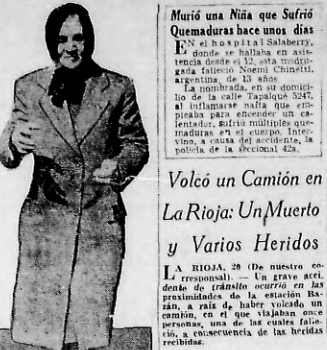 Murió una Niña que Sufrió
Quemaduras hace unos días
EN el hospital Salaberry,
donde se hallaba en asis-
tencia desde el 12, esta madru-
gada falleció Noemí Chinetti,
argentina, de 13 años.
La nombrada, en su domici-
lio de la calle Tapalqué 5247,
al inflamarse nafta que em-
pleaba para encender un ca-
lentador, sufrió múltiples que-
maduras en el cuerpo. Inter-
vino, a causa del accidente, la
policía de la seccional 42a.
Volcó un Camión en
La Rioja: Un Muerto
y Varios Heridos
LA RIOJA, 20 (De nuestro co-
rresponsal). — Un grave acci-
dente de tránsito ocurrió en las
proximidades de la estación Ba-
zán, a raíz de haber volcado un
camión, en el que viajaban once
personas, una de las cuales falle-
ció, a consecuencia de las heridas
recibidas.